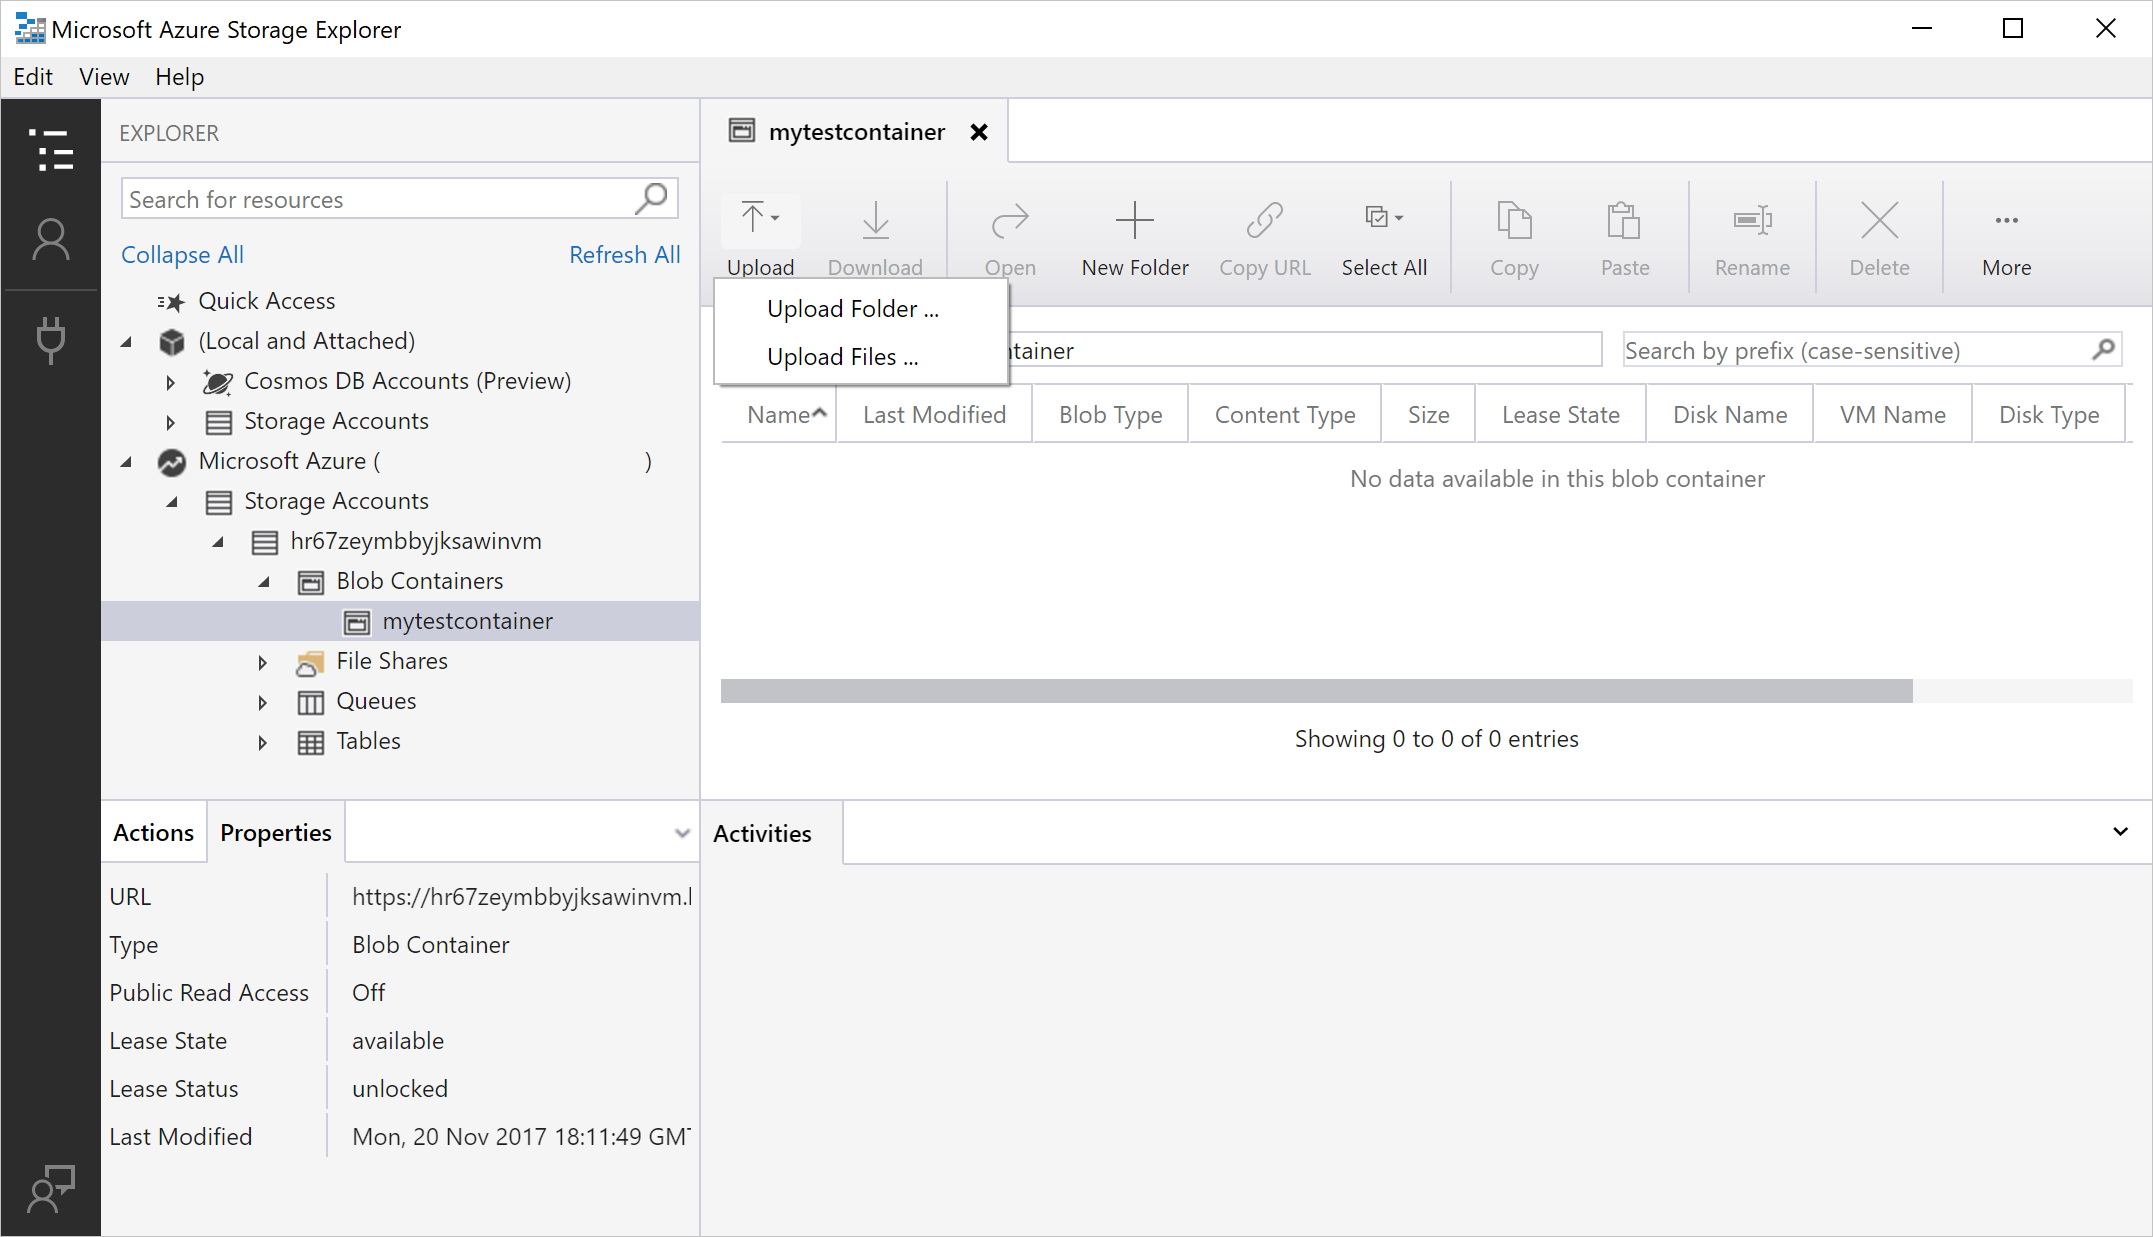 Microsoft Azure Storage Explorer
Edit View Help
EXPLORER
Search for resources
Collapse All Refresh All
Quick Access
(Local and Attached)
Cosmos DB Accounts (Preview)
Storage Accounts
Microsoft Azure ( )
Storage Accounts
hr67zeymbbyjksawinvm
Blob Containers
mytestcontainer
File Shares
Queues
Tables
Actions Properties
URL https://hr67zeymbbyjksawinvm.
Type Blob Container
Public Read Access Off
Lease State available
Lease Status unlocked
Last Modified Mon, 20 Nov 2017 18:11:49 GM
mytestcontainer
Upload Download Open New Folder Copy URL Select All Copy Paste Rename Delete More
Upload Folder ...
Upload Files ...
tainer
Search by prefix (case-sensitive)
Name Last Modified Blob Type Content Type Size Lease State Disk Name VM Name Disk Type
No data available in this blob container
Showing 0 to 0 of 0 entries
Activities